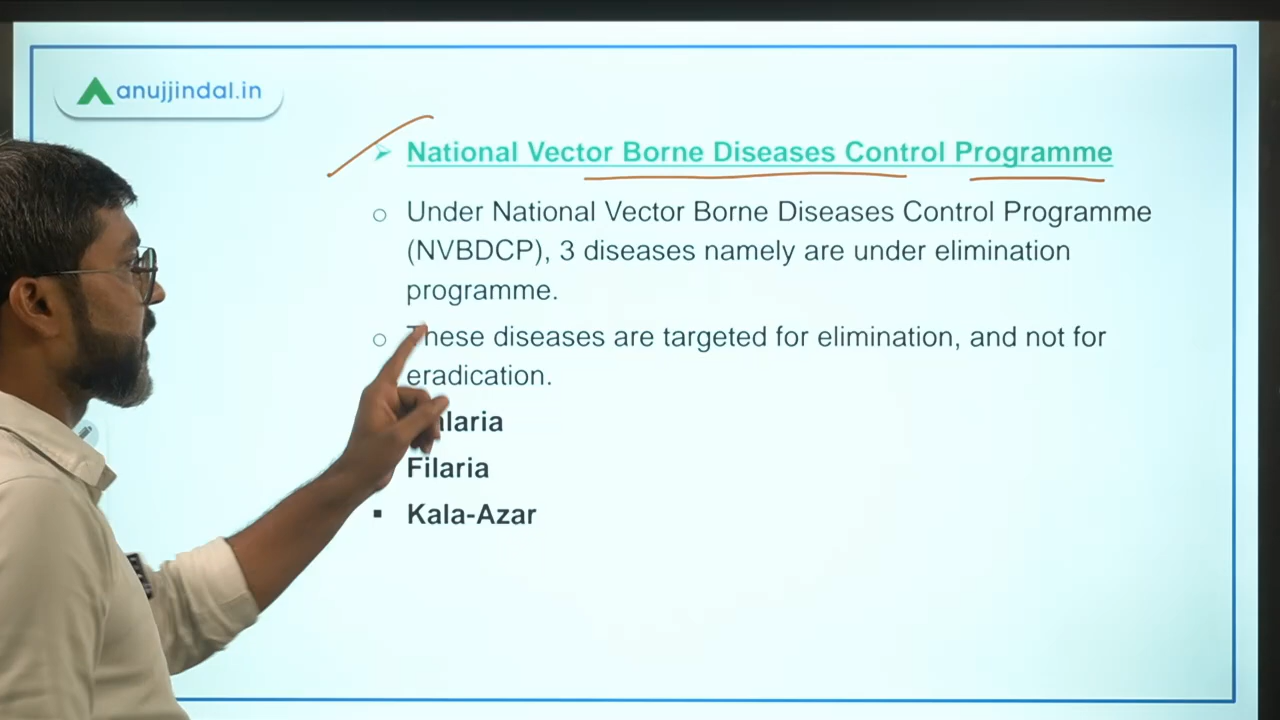 anujjindal.in
National Vector Borne Diseases Control Programme
Under National Vector Borne Diseases Control Programme
(NVBDCP), 3 diseases namely are under elimination
programme.
These diseases are targeted for elimination, and not for
eradication.
Filaria
Kala-Azar